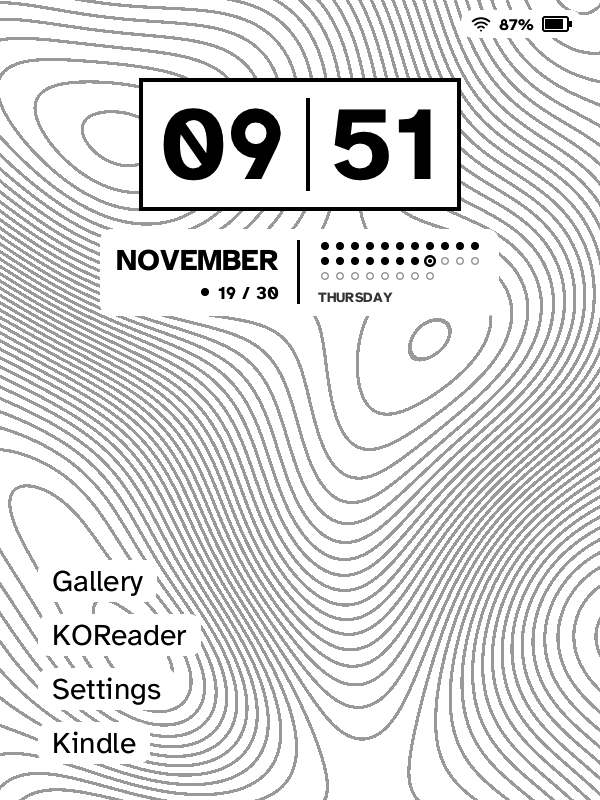 87%
09 51
NOVEMBER
• 19 / 30
THURSDAY
Gallery
KOReader
Settings
Kindle